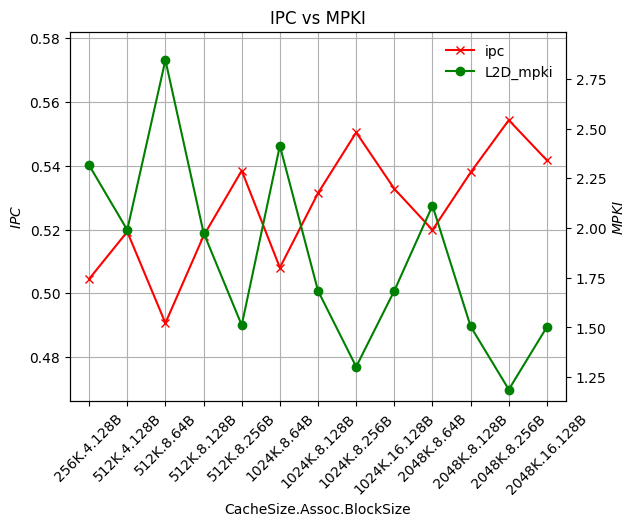 IPC vs MPKI
ipc
L2D_mpki
0.58
0.56
0.54
0.52
0.50
0.48
IPC
2.75
2.50
2.25
2.00
1.75
1.50
1.25
MPKI
256K.4.128B
512K.4.128B
512K.8.64B
512K.8.128B
512K.8.256B
1024K.8.64B
1024K.8.128B
1024K.8.256B
1024K.16.128B
2048K.8.64B
2048K.8.128B
2048K.8.256B
2048K.16.128B
CacheSize.Assoc.BlockSize